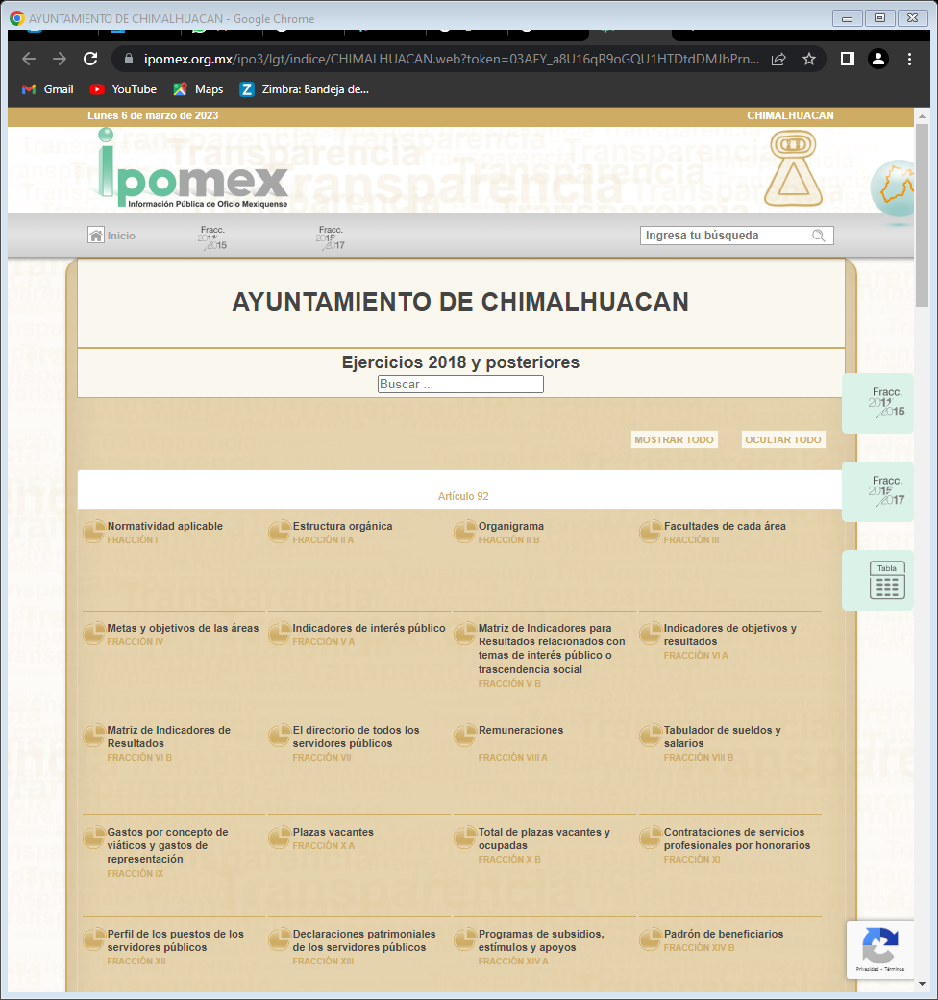 AYUNTAMIENTO DE CHIMALHUACAN - Google Chrome
ipomex.org.mx/ipo3/lgt/indice/CHIMALHUACAN.web?token=03AFY_a8U16qR9oGQU1HTDtdDMJbPrn...
Gmail YouTube Maps Zimbra: Bandeja de...
Lunes 6 de marzo de 2023 CHIMALHUACAN
ipomex
Información Pública de Oficio Mexiquense
Inicio Fracc. 2011 2015 Fracc. 2015 2017 Ingresa tu búsqueda
AYUNTAMIENTO DE CHIMALHUACAN
Ejercicios 2018 y posteriores
Buscar ...
Fracc. 2011 2015
MOSTRAR TODO OCULTAR TODO
Fracc. 2015 2017
Artículo 92
Normatividad aplicable
FRACCIÓN I
Estructura orgánica
FRACCIÓN II A
Organigrama
FRACCIÓN II B
Facultades de cada área
FRACCIÓN III
Tabla
Metas y objetivos de las áreas
FRACCIÓN IV
Indicadores de interés público
FRACCIÓN V A
Matriz de Indicadores para
Resultados relacionados con
temas de interés público o
trascendencia social
FRACCIÓN V B
Indicadores de objetivos y
resultados
FRACCIÓN VI A
Matriz de Indicadores de
Resultados
FRACCIÓN VI B
El directorio de todos los
servidores públicos
FRACCIÓN VII
Remuneraciones
FRACCIÓN VIII A
Tabulador de sueldos y
salarios
FRACCIÓN VIII B
Gastos por concepto de
viáticos y gastos de
representación
FRACCIÓN IX
Plazas vacantes
FRACCIÓN X A
Total de plazas vacantes y
ocupadas
FRACCIÓN X B
Contrataciones de servicios
profesionales por honorarios
FRACCIÓN XI
Perfil de los puestos de los
servidores públicos
FRACCIÓN XII
Declaraciones patrimoniales
de los servidores públicos
FRACCIÓN XIII
Programas de subsidios,
estímulos y apoyos
FRACCIÓN XIV A
Padrón de beneficiarios
FRACCIÓN XIV B
Privacidad - Términos